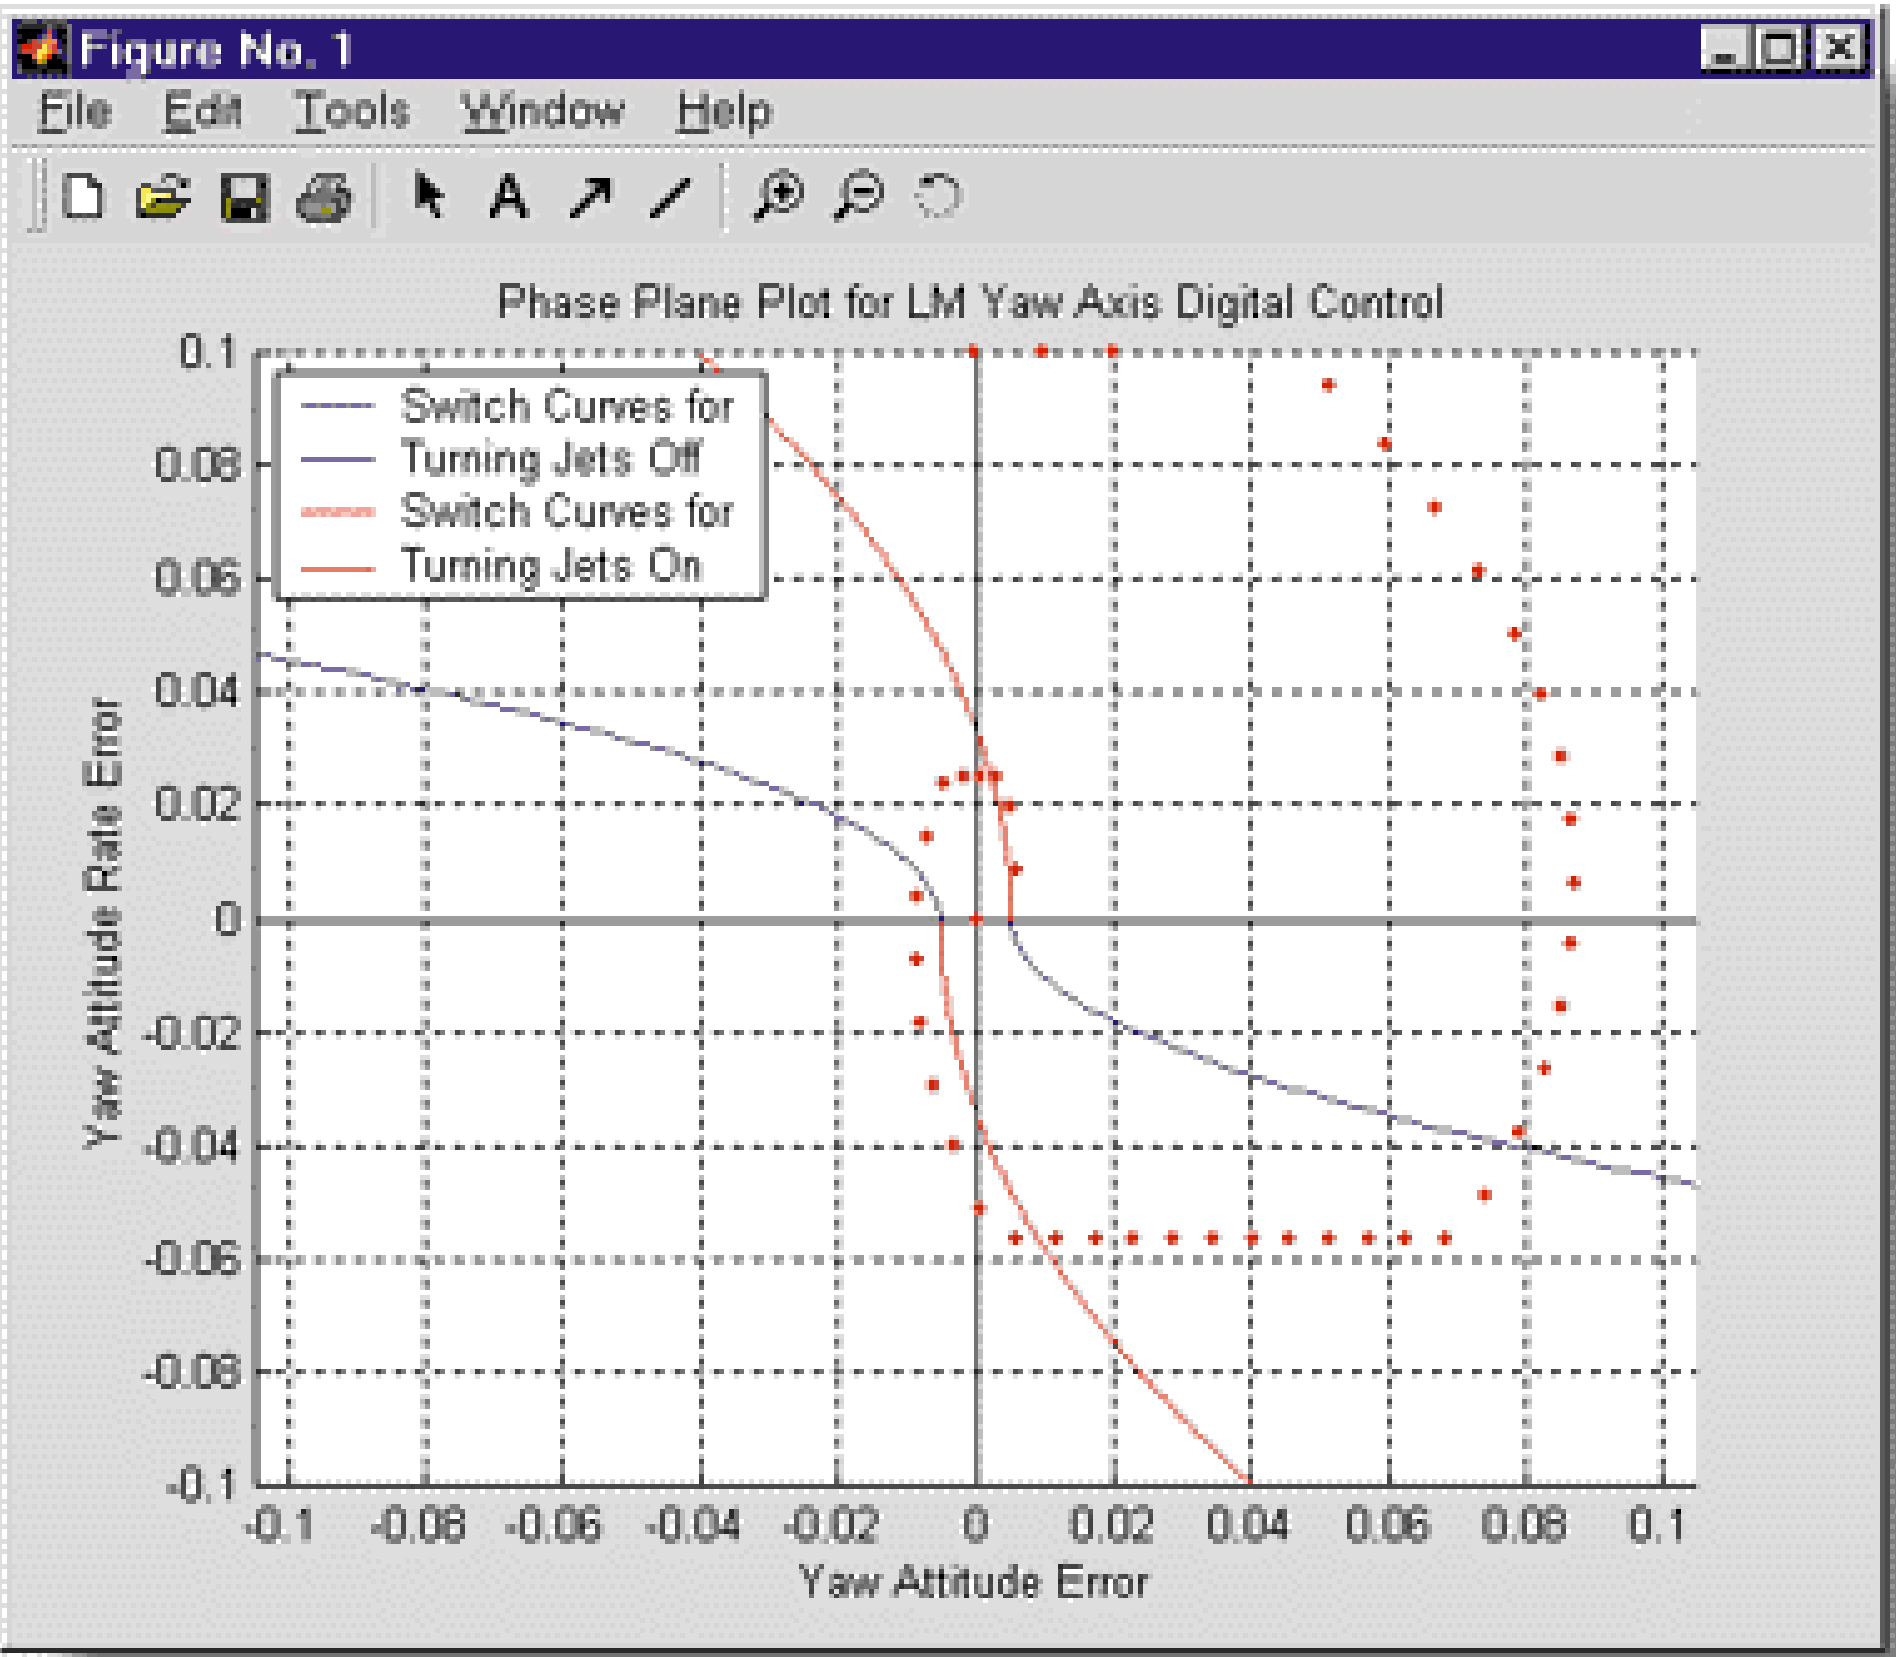 Figure No. 1
File Edit Tools Window Help
A
Phase Plane Plot for LM Yaw Axis Digital Control
Switch Curves for
Turning Jets Off
Switch Curves for
Turning Jets On
0.1
0.08
0.06
0.04
0.02
0
-0.02
-0.04
-0.06
-0.08
-0.1
Yaw Attitude Rate Error
-0.1 -0.08 -0.06 -0.04 -0.02 0 0.02 0.04 0.06 0.08 0.1
Yaw Attitude Error